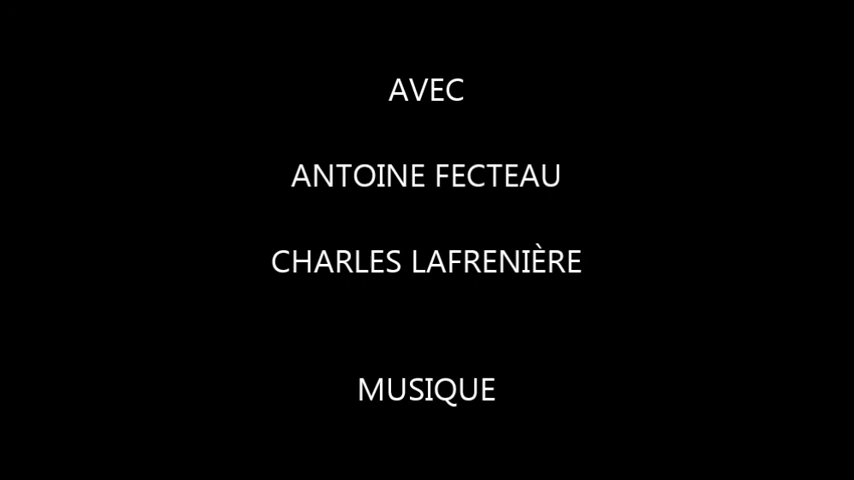 AVEC
ANTOINE FECTEAU
CHARLES LAFRENIÈRE
MUSIQUE